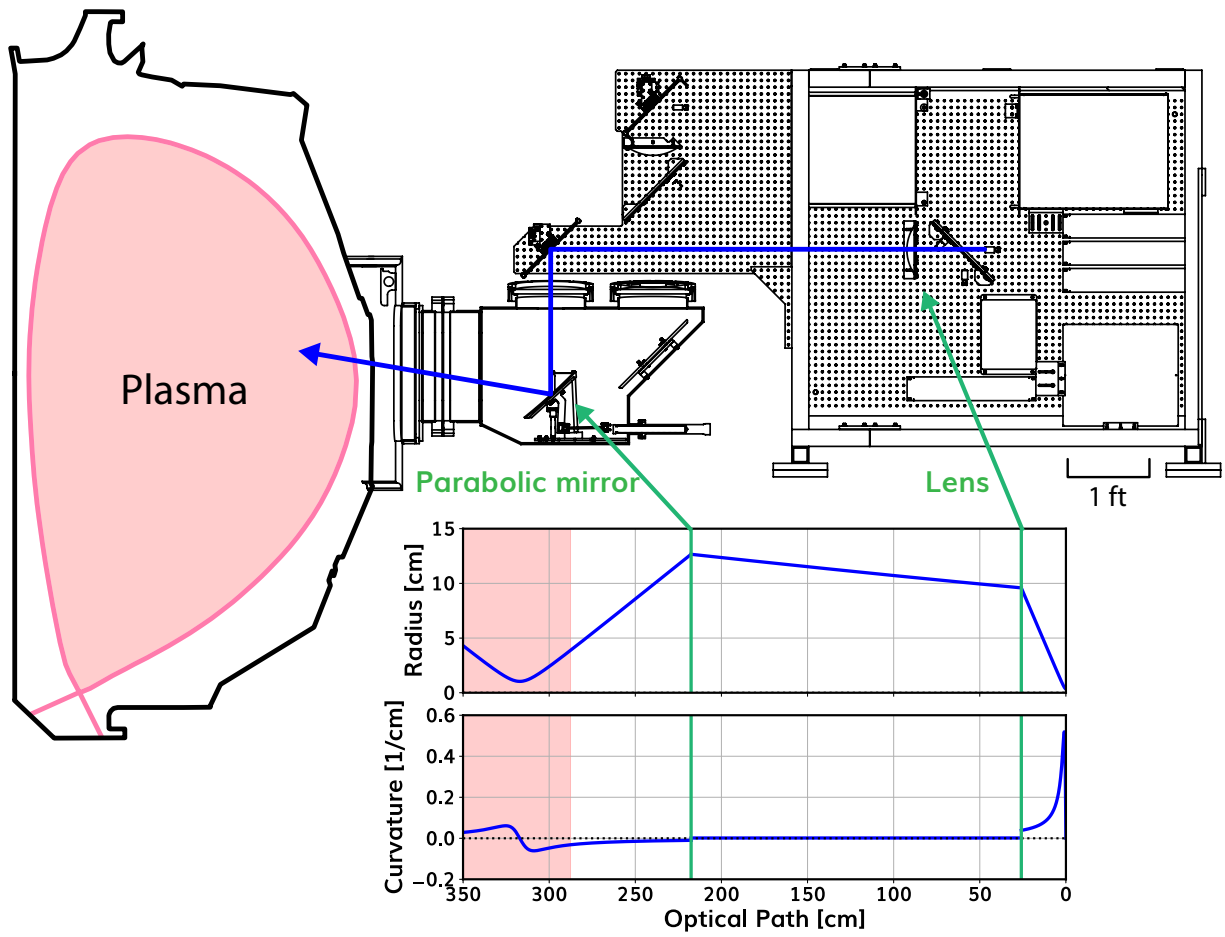 Plasma
Parabolic mirror
Lens
1 ft
Radius [cm]
15
10
5
0
Curvature [1/cm]
0.6
0.4
0.2
0.0
−0.2
350 300 250 200 150 100 50 0
Optical Path [cm]